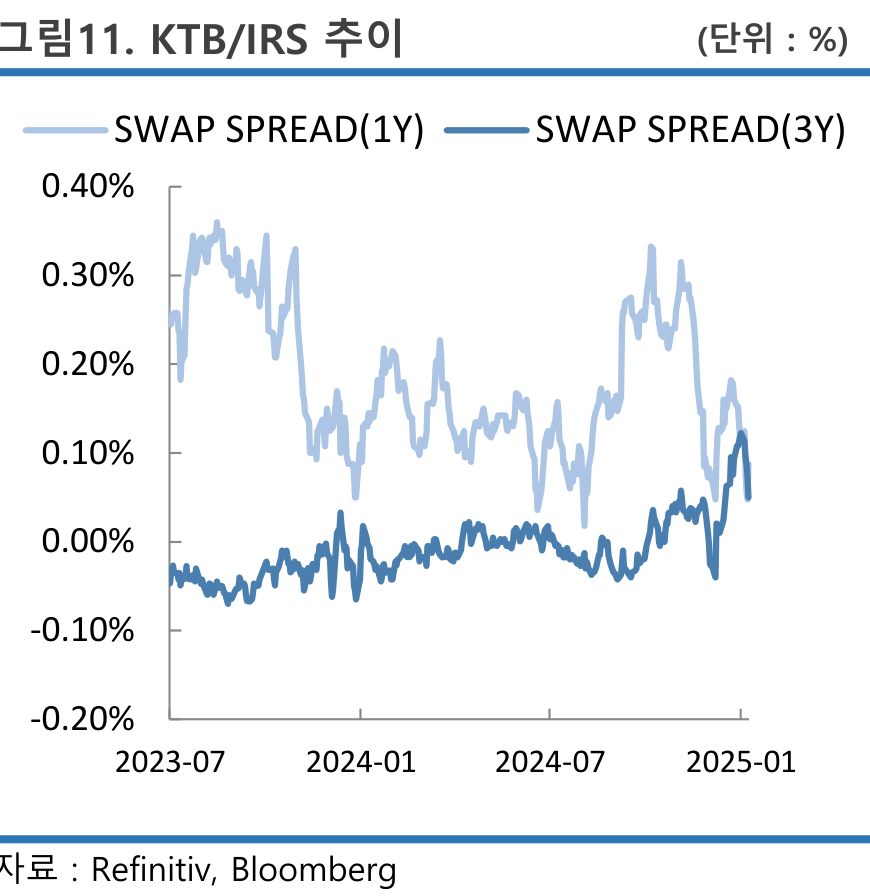 그림11. KTB/IRS 추이 (단위 : %)
SWAP SPREAD(1Y) SWAP SPREAD(3Y)
0.40%
0.30%
0.20%
0.10%
0.00%
-0.10%
-0.20%
2023-07 2024-01 2024-07 2025-01
자료 : Refinitiv, Bloomberg